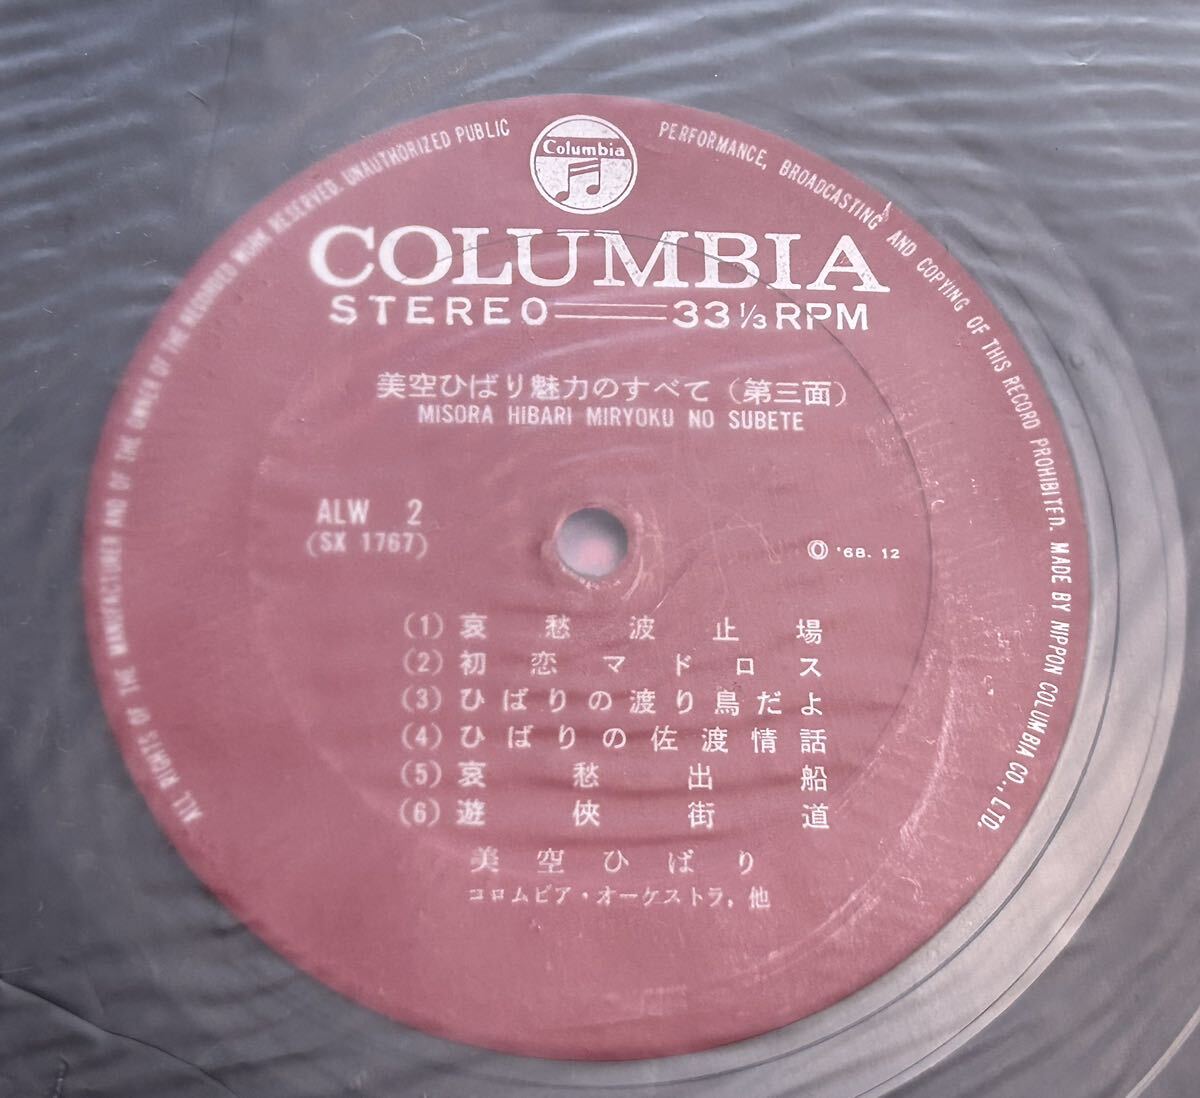 ALL RIGHTS OF THE MANUFACTURER AND OF THE OWNER OF THE RECORDED WORK RESERVED. UNAUTHORIZED PUBLIC PERFORMANCE, BROADCASTING AND COPYING OF THIS RECORD PROHIBITED. MADE BY NIPPON COLUMBIA CO., LTD.
Columbia
COLUMBIA
STEREO 33 1/3 RPM
美空ひばり魅力のすべて（第三面）
MISORA HIBARI MIRYOKU NO SUBETE
ALW 2
(SX 1767)
Ⓞ '68. 12
(1) 哀愁波止場
(2) 初恋マドロス
(3) ひばりの渡り鳥だよ
(4) ひばりの佐渡情話
(5) 哀愁出船
(6) 遊侠街道
美空ひばり
コロムビア・オーケストラ，他